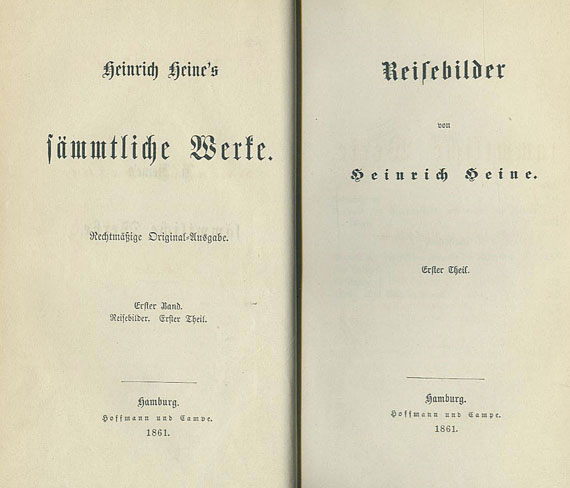 Heinrich Heine's
sämmtliche Werke.
Rechtmäßige Original-Ausgabe.
Erster Band.
Reisebilder. Erster Theil.
Hamburg.
Hoffmann und Campe.
1861.
Reisebilder
von
Heinrich Heine.
Erster Theil.
Hamburg.
Hoffmann und Campe.
1861.